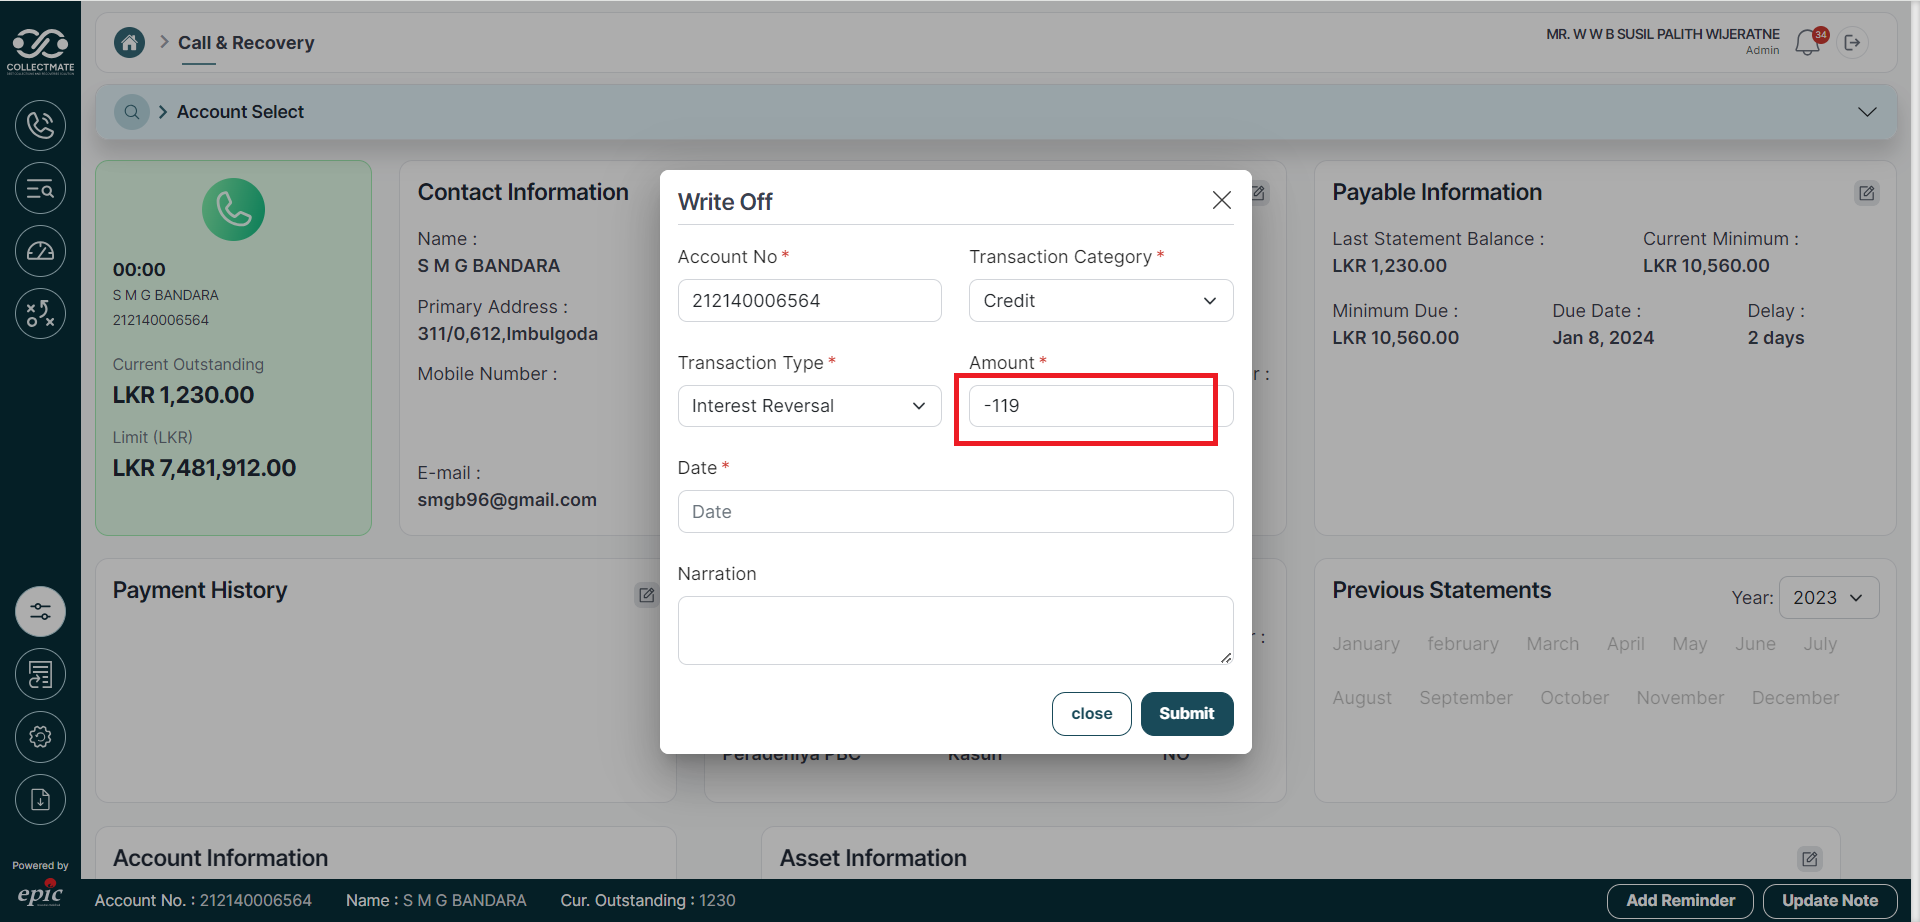 COLLECTMATE
Call & Recovery
MR. W W B SUSIL PALITH WIJERATNE
Admin
34
Account Select
00:00
S M G BANDARA
212140006564
Current Outstanding
LKR 1,230.00
Limit (LKR)
LKR 7,481,912.00
Contact Information
Name :
S M G BANDARA
Primary Address :
311/0,612,Imbulgoda
Mobile Number :
E-mail :
smgb96@gmail.com
Write Off
Account No *
Transaction Category *
212140006564
Credit
Transaction Type *
Amount *
Interest Reversal
-119
Date *
Date
Narration
close
Submit
r :
Payable Information
Last Statement Balance :
Current Minimum :
LKR 1,230.00
LKR 10,560.00
Minimum Due :
Due Date :
Delay :
LKR 10,560.00
Jan 8, 2024
2 days
Payment History
r :
Peradeniya PBC
Kasun
NO
Previous Statements
Year:
2023
January february March April May June July
August September October November December
Account Information
Asset Information
Powered by
epic
Account No. : 212140006564
Name : S M G BANDARA
Cur. Outstanding : 1230
Add Reminder
Update Note